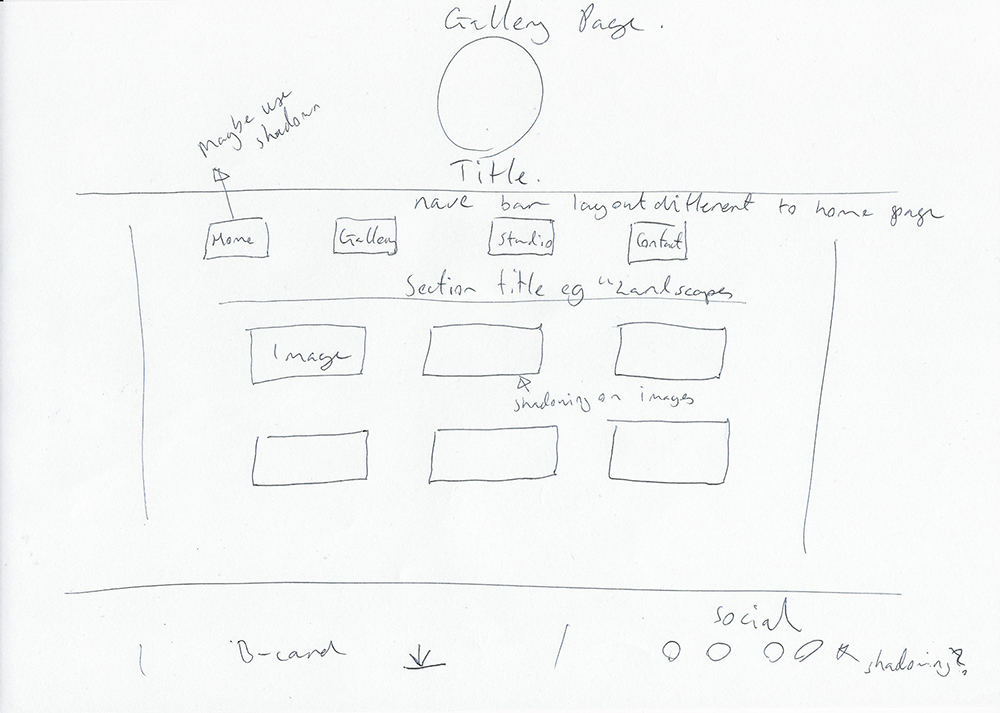 Gallery Page.
Maybe use
shadown
Title.
nave bar layout different to home page
Home
Gallery
Studio
Contact
Section title eg "Landscapes
Image
shadowing on images
Social
B-card
shadowing?